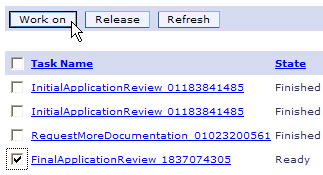 Work on Release Refresh
Task Name State
InitialApplicationReview_01183841485 Finished
InitialApplicationReview_01183841485 Finished
RequestMoreDocumentation_01023200561 Finished
FinalApplicationReview_1837074305 Ready